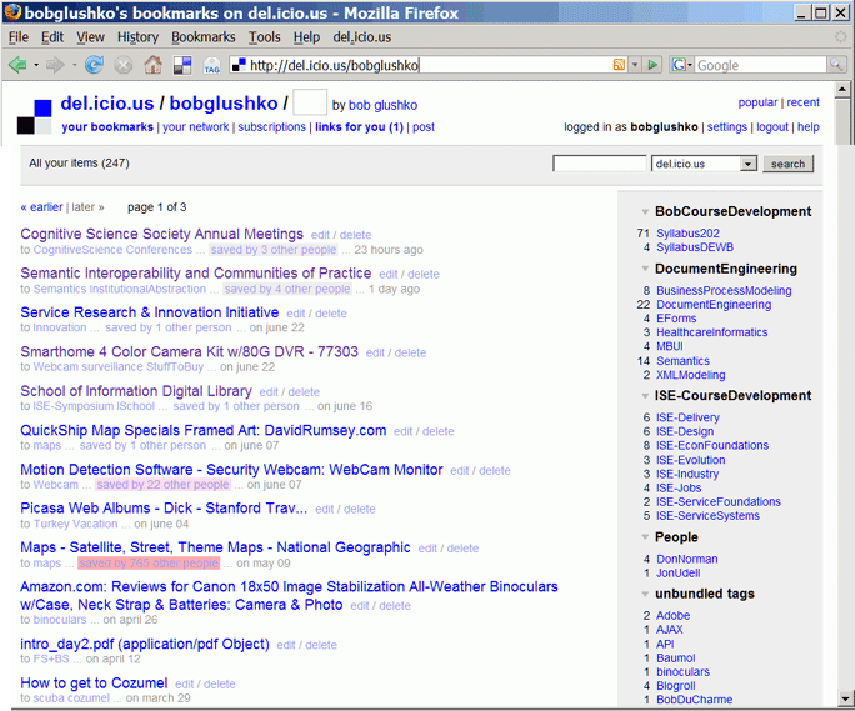 bobglushko's bookmarks on del.icio.us - Mozilla Firefox
File Edit View History Bookmarks Tools Help del.icio.us
TAG http://del.icio.us/bobglushko G Google
del.icio.us / bobglushko / by bob glushko
popular | recent
your bookmarks | your network | subscriptions | links for you (1) | post
logged in as bobglushko | settings | logout | help
All your items (247)
del.icio.us search
« earlier | later » page 1 of 3
Cognitive Science Society Annual Meetings edit / delete
to CognitiveScience Conferences ... saved by 3 other people ... 23 hours ago
Semantic Interoperability and Communities of Practice edit / delete
to Semantics InstitutionalAbstraction ... saved by 4 other people ... 1 day ago
Service Research & Innovation Initiative edit / delete
to Innovation ... saved by 1 other person ... on june 22
Smarthome 4 Color Camera Kit w/80G DVR - 77303 edit / delete
to Webcam surveillance StuffToBuy ... on june 22
School of Information Digital Library edit / delete
to ISE-Symposium ISchool ... saved by 1 other person ... on june 16
QuickShip Map Specials Framed Art: DavidRumsey.com edit / delete
to maps ... saved by 1 other person ... on june 07
Motion Detection Software - Security Webcam: WebCam Monitor edit / delete
to Webcam ... saved by 22 other people ... on june 07
Picasa Web Albums - Dick - Stanford Trav... edit / delete
to Turkey Vacation ... on june 04
Maps - Satellite, Street, Theme Maps - National Geographic edit / delete
to maps ... saved by 765 other people ... on may 09
Amazon.com: Reviews for Canon 18x50 Image Stabilization All-Weather Binoculars
w/Case, Neck Strap & Batteries: Camera & Photo edit / delete
to binoculars ... on april 26
intro_day2.pdf (application/pdf Object) edit / delete
to FS+BS ... on april 12
How to get to Cozumel edit / delete
to scuba cozumel ... on march 29
BobCourseDevelopment
71 Syllabus202
4 SyllabusDEWB
DocumentEngineering
8 BusinessProcessModeling
22 DocumentEngineering
4 EForms
3 HealthcareInformatics
4 MBUI
14 Semantics
2 XMLModeling
ISE-CourseDevelopment
6 ISE-Delivery
6 ISE-Design
8 ISE-EconFoundations
3 ISE-Evolution
3 ISE-Industry
4 ISE-Jobs
2 ISE-ServiceFoundations
5 ISE-ServiceSystems
People
4 DonNorman
1 JonUdell
unbundled tags
2 Adobe
1 AJAX
1 API
1 Baumol
1 binoculars
4 Blogroll
1 BobDuCharme